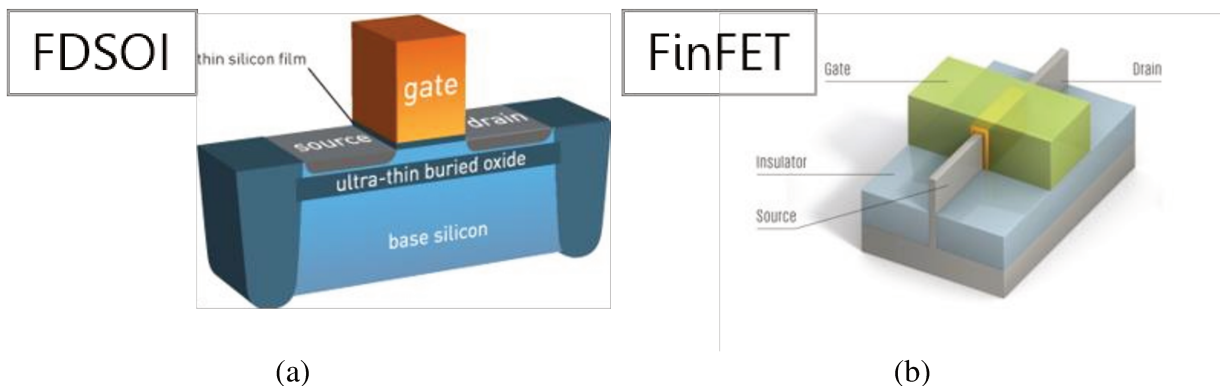 FDSOI
thin silicon film
gate
source
drain
ultra-thin buried oxide
base silicon
(a)
FinFET
Gate
Drain
Insulator
Source
(b)